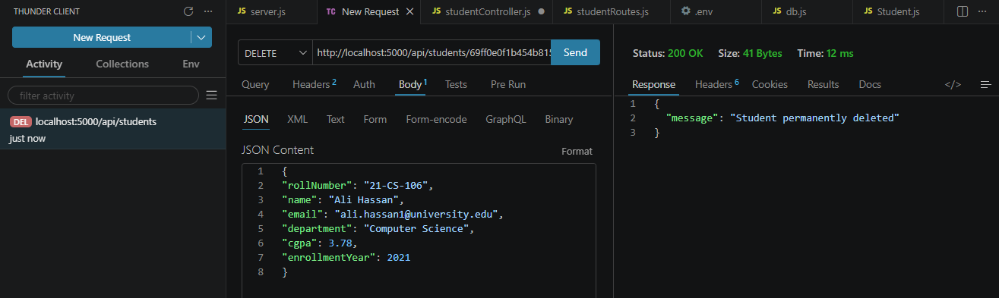 THUNDER CLIENT
New Request
Activity Collections Env
filter activity
DEL localhost:5000/api/students
just now
JS server.js TC New Request JS studentController.js JS studentRoutes.js .env JS db.js JS Student.js
DELETE http://localhost:5000/api/students/69ff0e0f1b454b815 Send
Query Headers 2 Auth Body 1 Tests Pre Run
JSON XML Text Form Form-encode GraphQL Binary
JSON Content Format
1 {
2 "rollNumber": "21-CS-106",
3 "name": "Ali Hassan",
4 "email": "ali.hassan1@university.edu",
5 "department": "Computer Science",
6 "cgpa": 3.78,
7 "enrollmentYear": 2021
8 }
Status: 200 OK Size: 41 Bytes Time: 12 ms
Response Headers 6 Cookies Results Docs </>
1 {
2 "message": "Student permanently deleted"
3 }